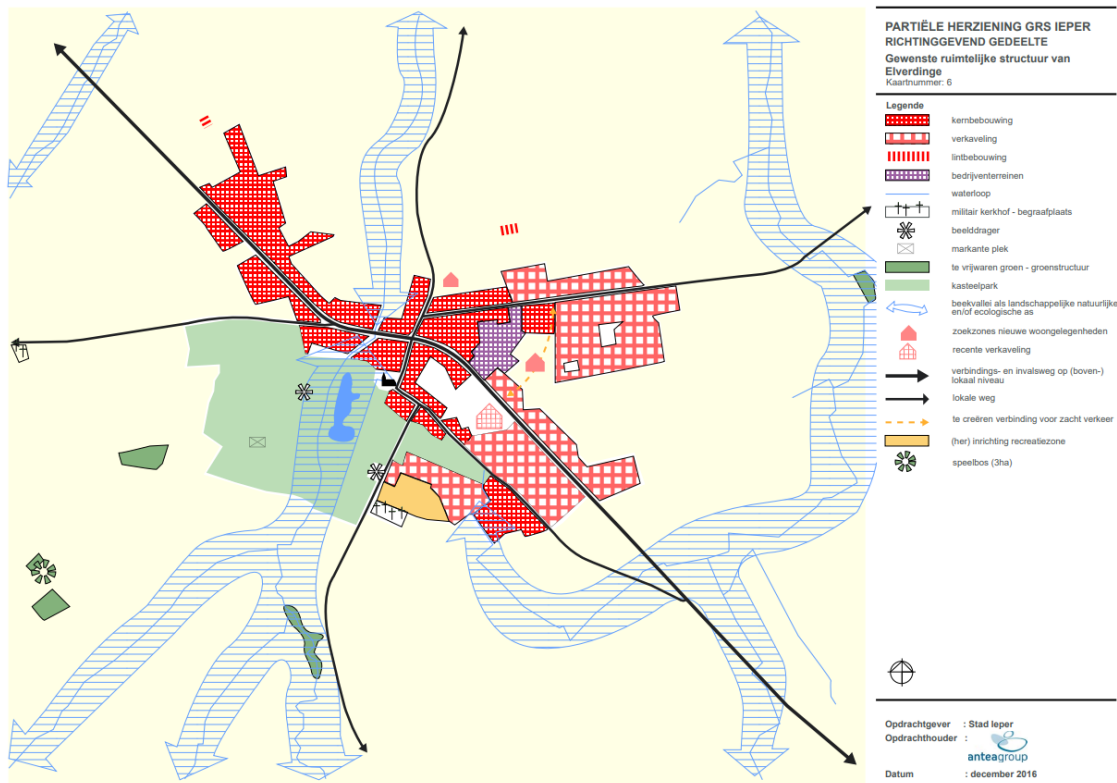 PARTIËLE HERZIENING GRS IEPER
RICHTINGGEVEND GEDEELTE
Gewenste ruimtelijke structuur van
Elverdinge
Kaartnummer: 6
Legende
kernbebouwing
verkaveling
lintbebouwing
bedrijventerreinen
waterloop
militair kerkhof - begraafplaats
beelddrager
markante plek
te vrijwaren groen - groenstructuur
kasteelpark
beekvallei als landschappelijke natuurlijke
en/of ecologische as
zoekzones nieuwe woongelegenheden
recente verkaveling
verbindings- en invalsweg op (boven-)
lokaal niveau
lokale weg
te creëren verbinding voor zacht verkeer
(her) inrichting recreatiezone
speelbos (3ha)
Opdrachtgever : Stad Ieper
Opdrachthouder :
anteagroup
Datum : december 2016